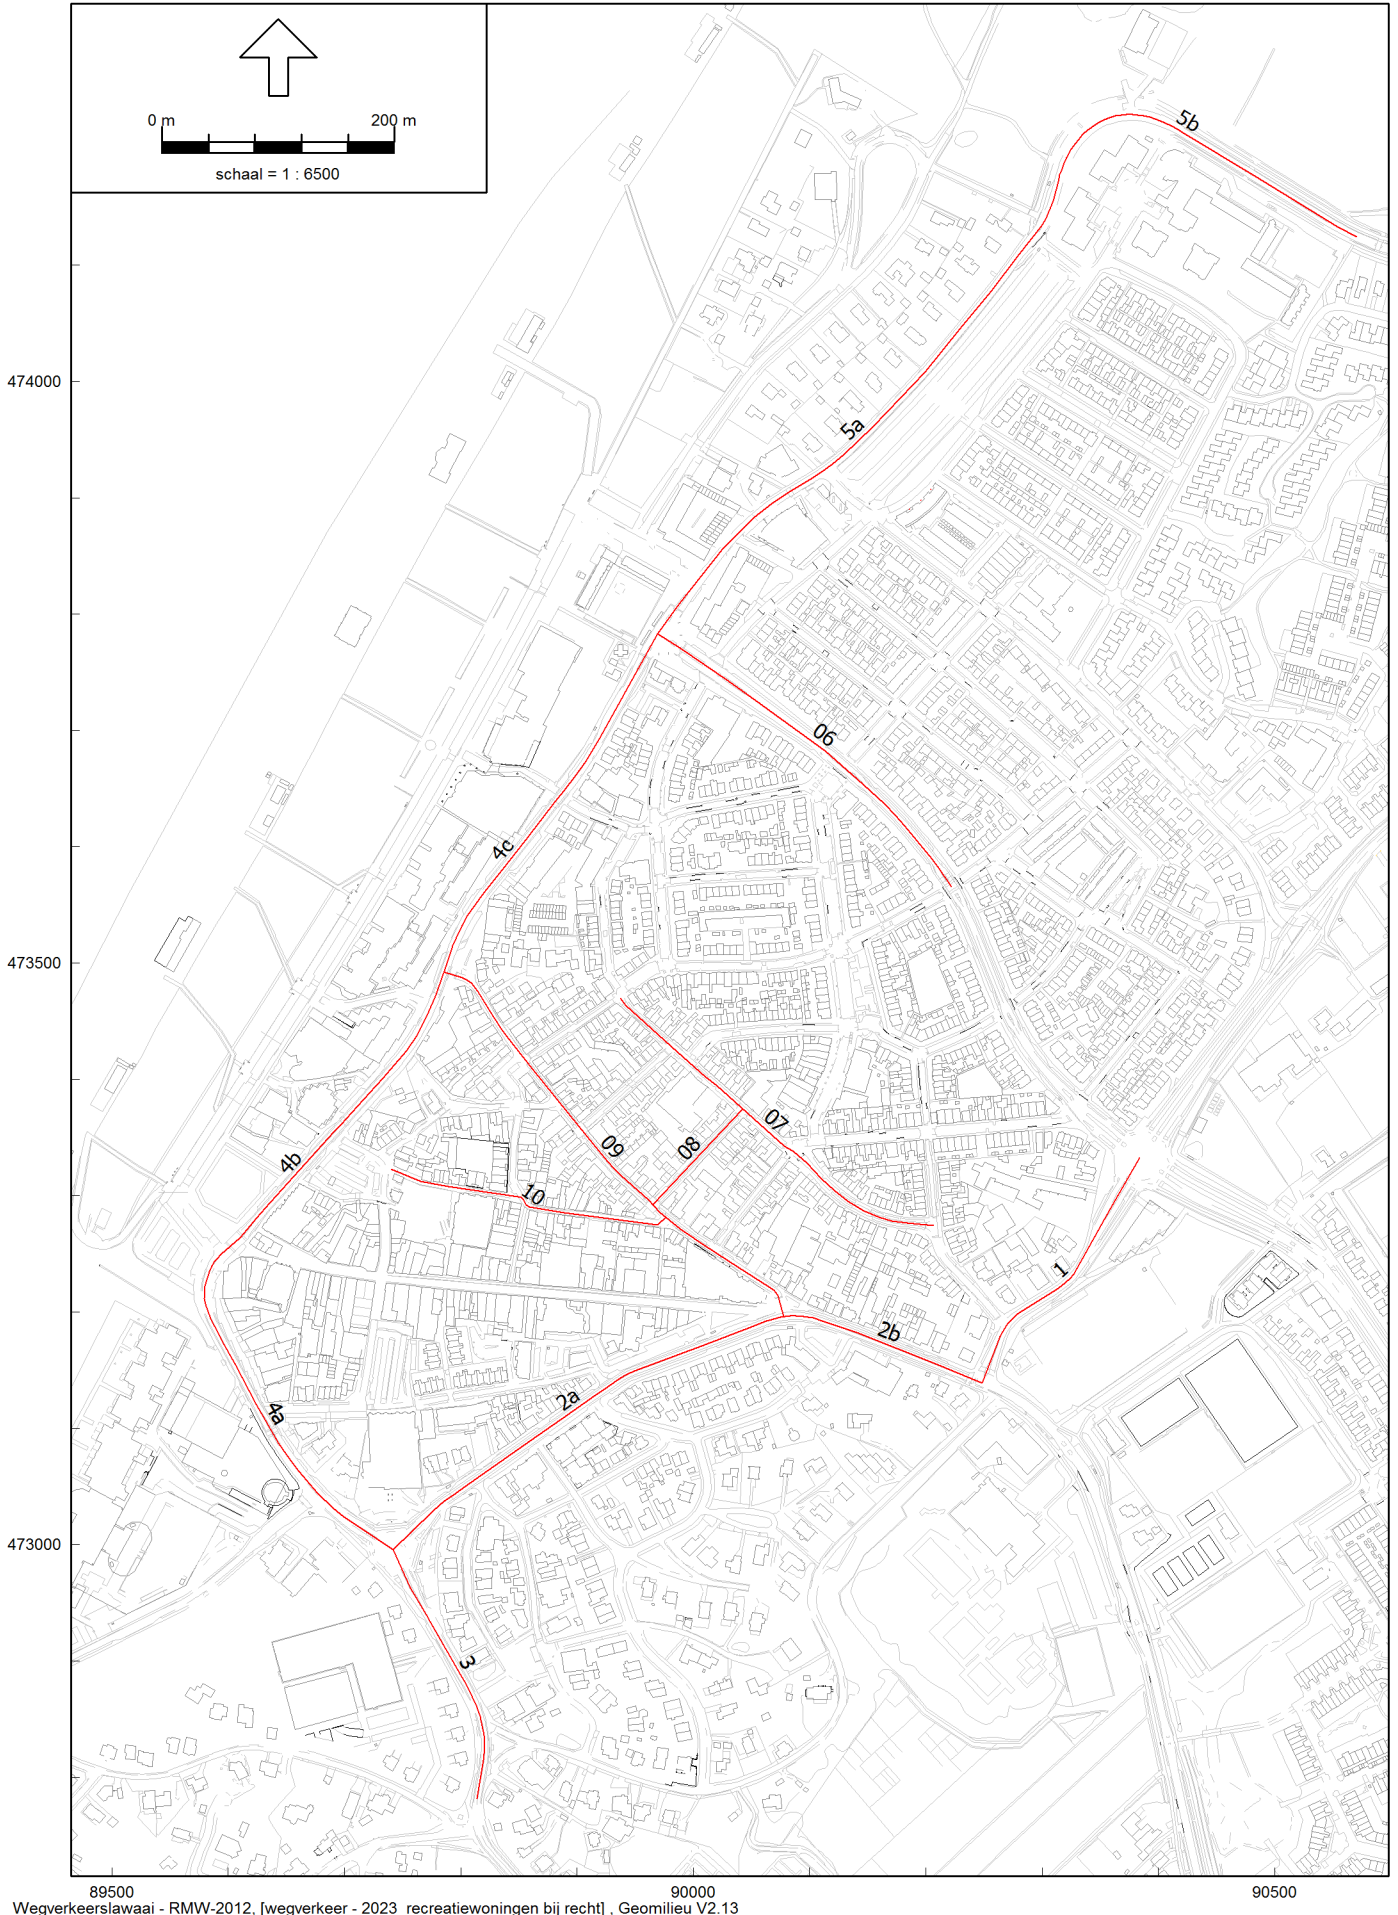 0 m 200 m
schaal = 1 : 6500
5b
474000
5a
06
4c
473500
07
09
08
4b
10
1
2b
2a
4a
473000
3
89500 90000 90500
Wegverkeerslawaai - RMW-2012, [wegverkeer - 2023 recreatiewoningen bij recht] , Geomilieu V2.13